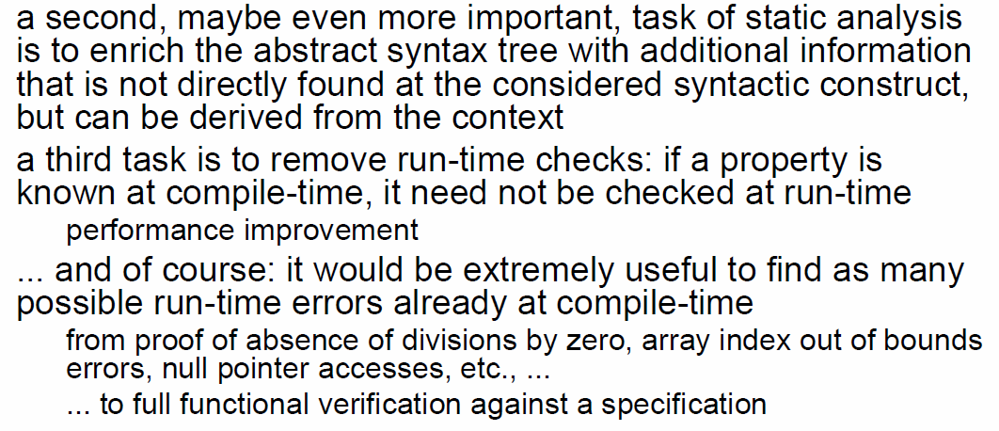 a second, maybe even more important, task of static analysis
is to enrich the abstract syntax tree with additional information
that is not directly found at the considered syntactic construct,
but can be derived from the context
a third task is to remove run-time checks: if a property is
known at compile-time, it need not be checked at run-time
performance improvement
... and of course: it would be extremely useful to find as many
possible run-time errors already at compile-time
from proof of absence of divisions by zero, array index out of bounds
errors, null pointer accesses, etc., ...
... to full functional verification against a specification